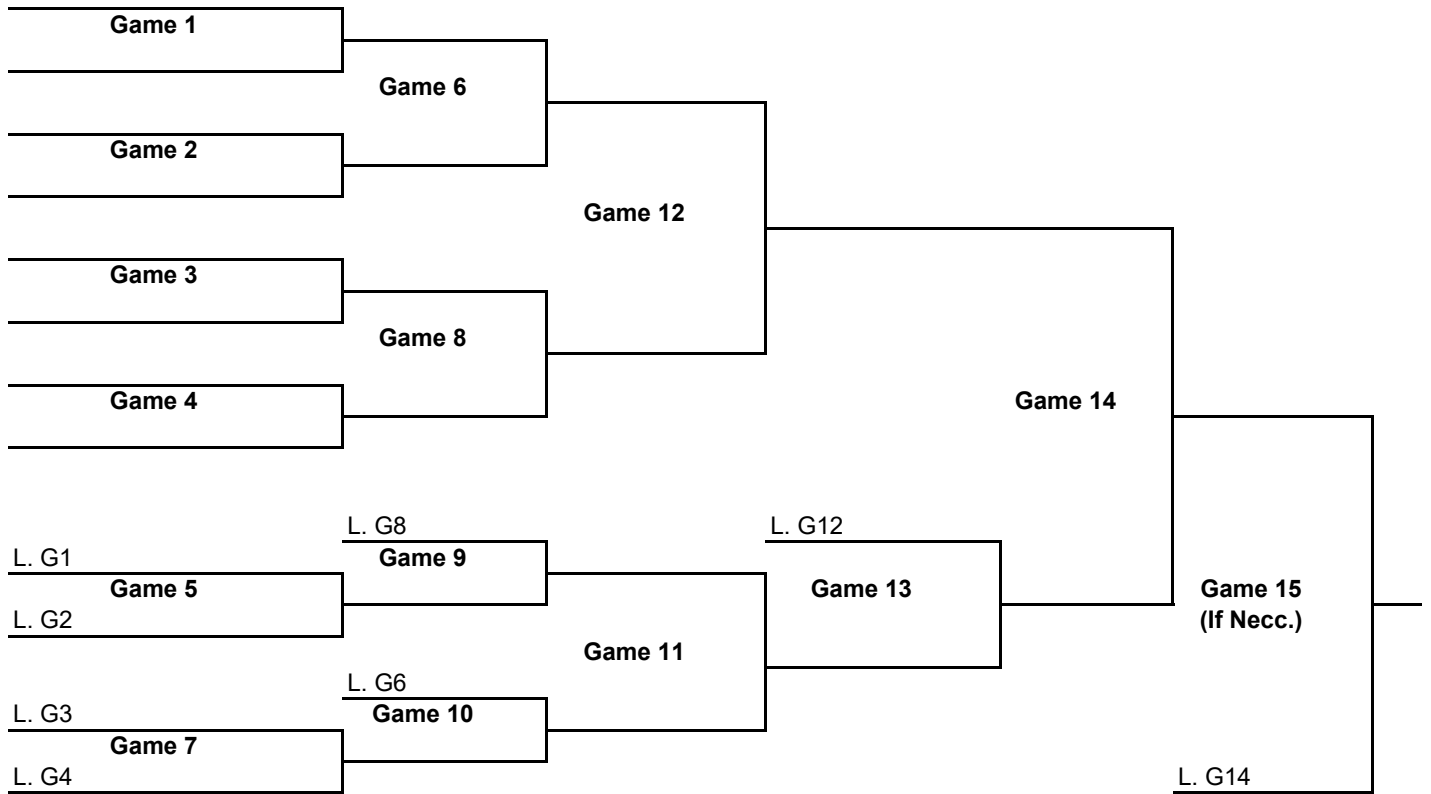 Game 1
Game 6
Game 2
Game 12
Game 3
Game 8
Game 4
Game 14
L. G8
L. G12
L. G1
Game 9
Game 5
Game 13
Game 15
(If Necc.)
L. G2
Game 11
L. G6
L. G3
Game 10
Game 7
L. G4
L. G14